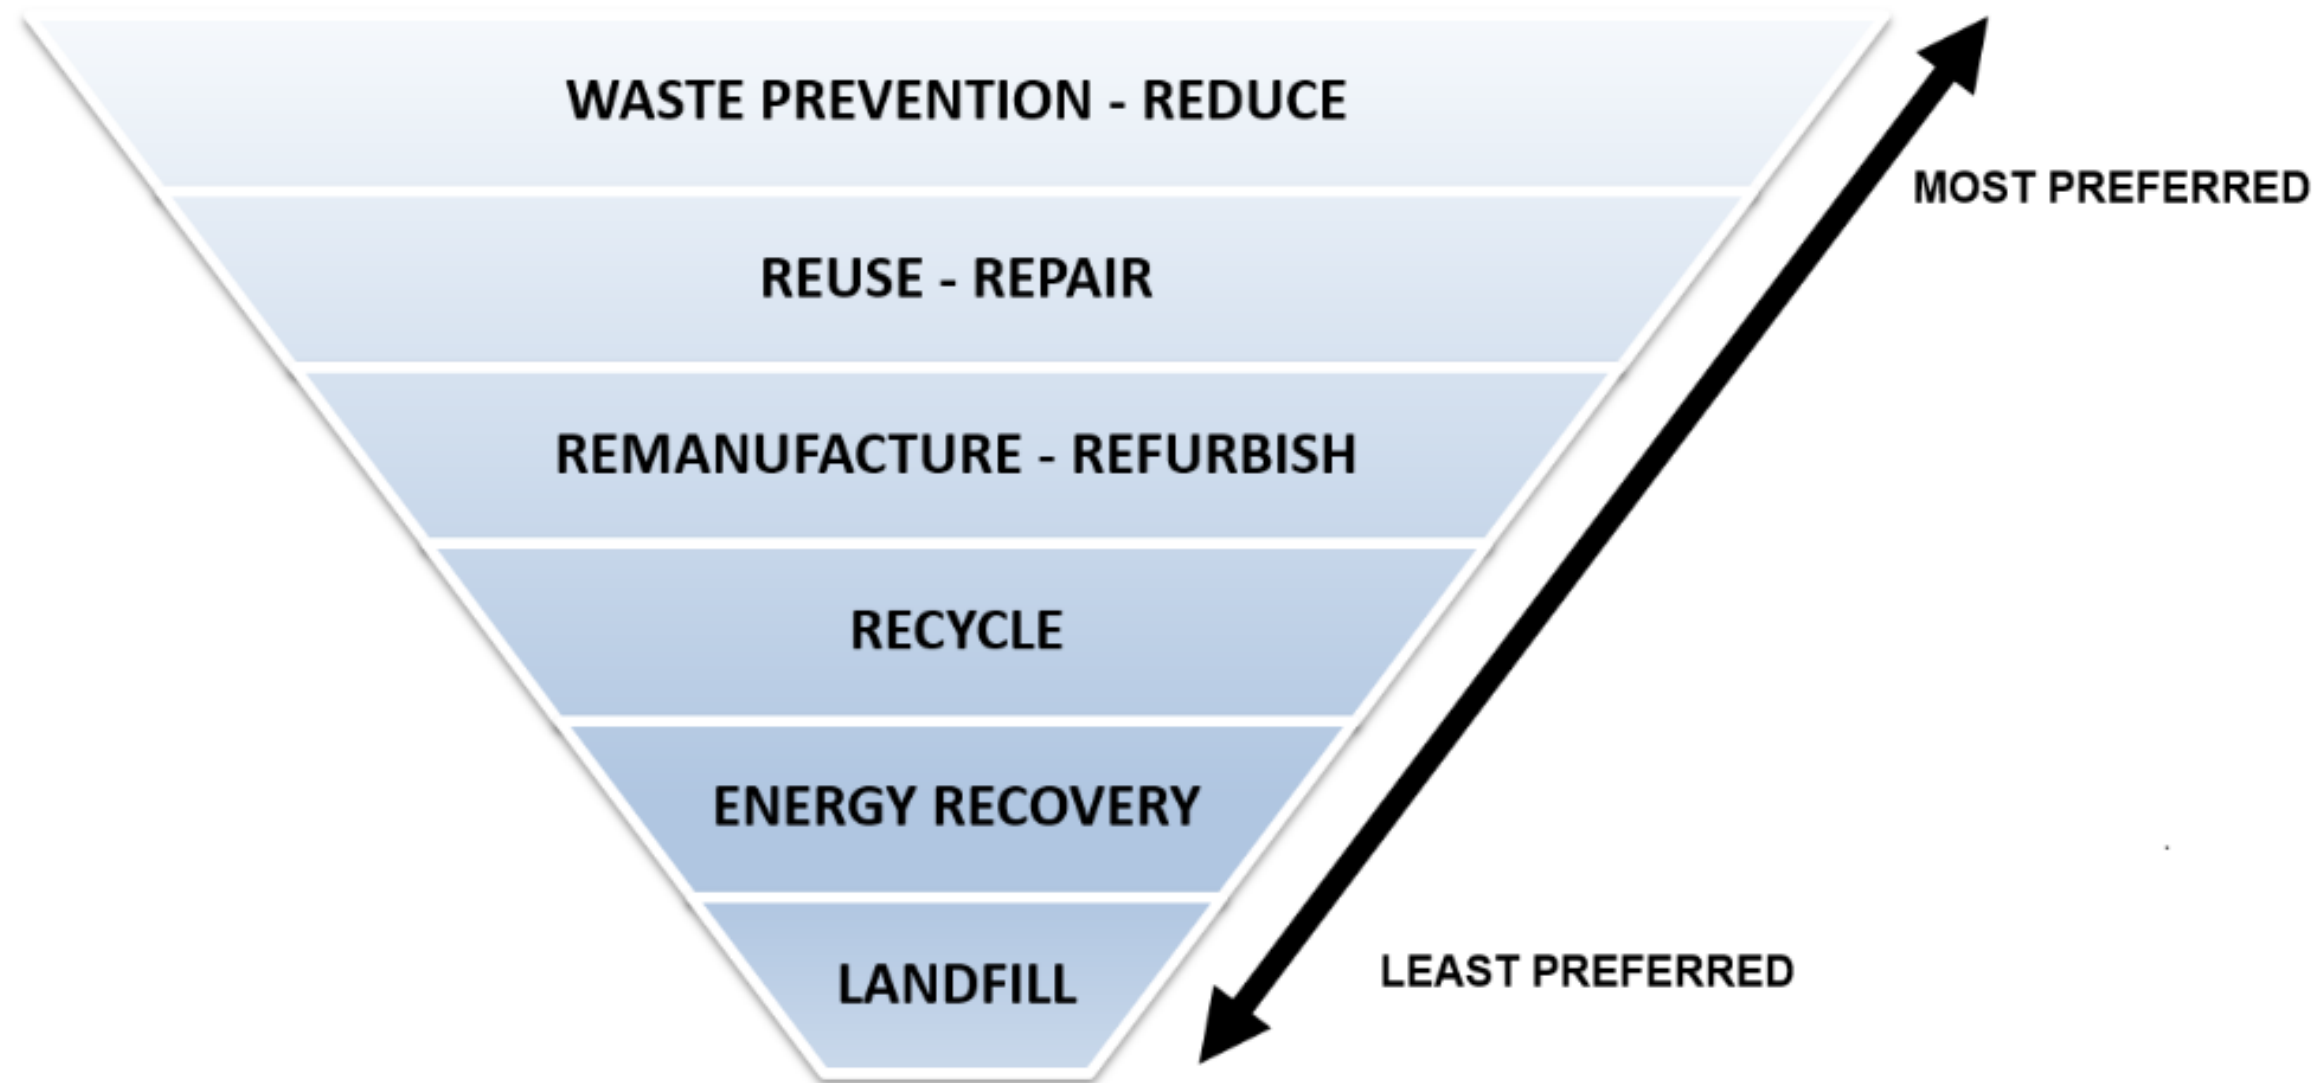 WASTE PREVENTION - REDUCE
MOST PREFERRED
REUSE - REPAIR
REMANUFACTURE - REFURBISH
RECYCLE
ENERGY RECOVERY
LEAST PREFERRED
LANDFILL